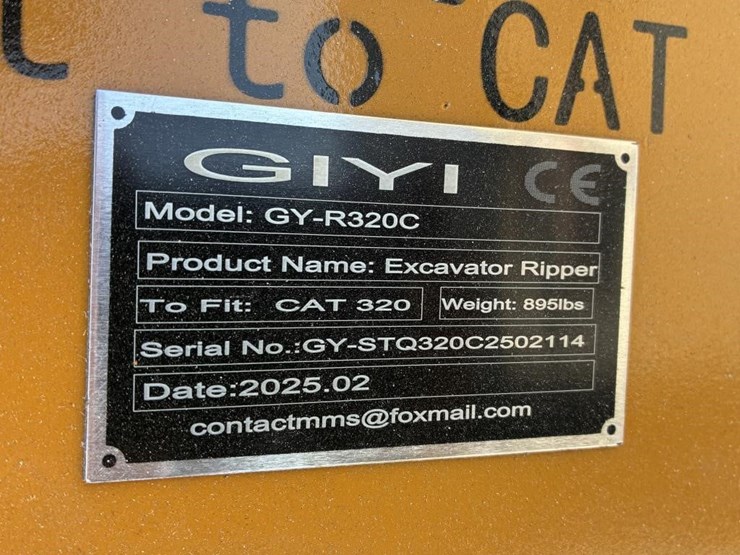 to CAT
GIYI CE
Model: GY-R320C
Product Name: Excavator Ripper
To Fit: CAT 320 Weight: 895lbs
Serial No.:GY-STQ320C2502114
Date:2025.02
contactmms@foxmail.com